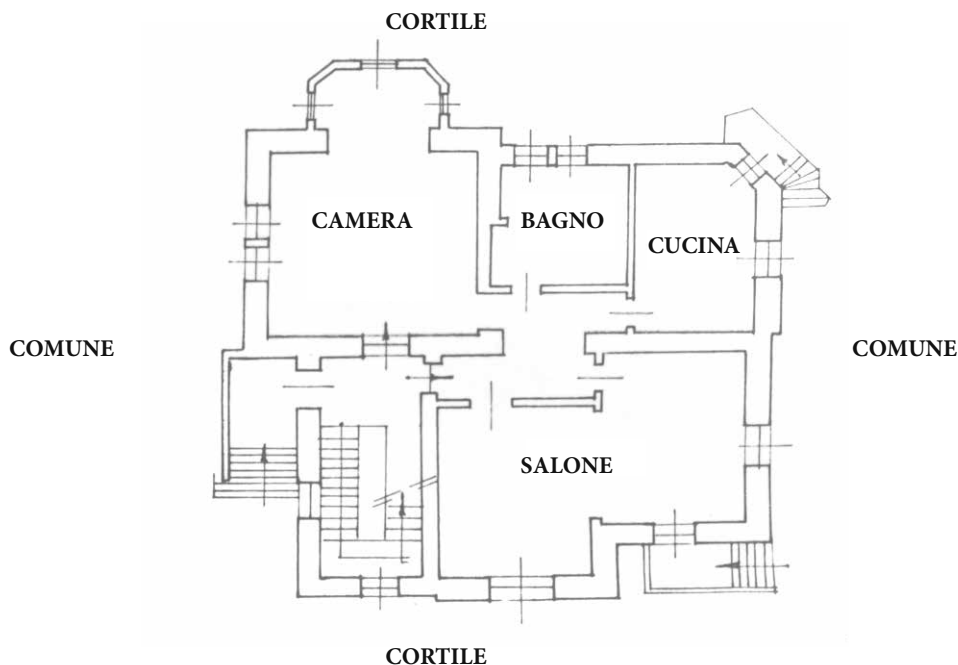 CORTILE
CAMERA
BAGNO
CUCINA
COMUNE
COMUNE
SALONE
CORTILE